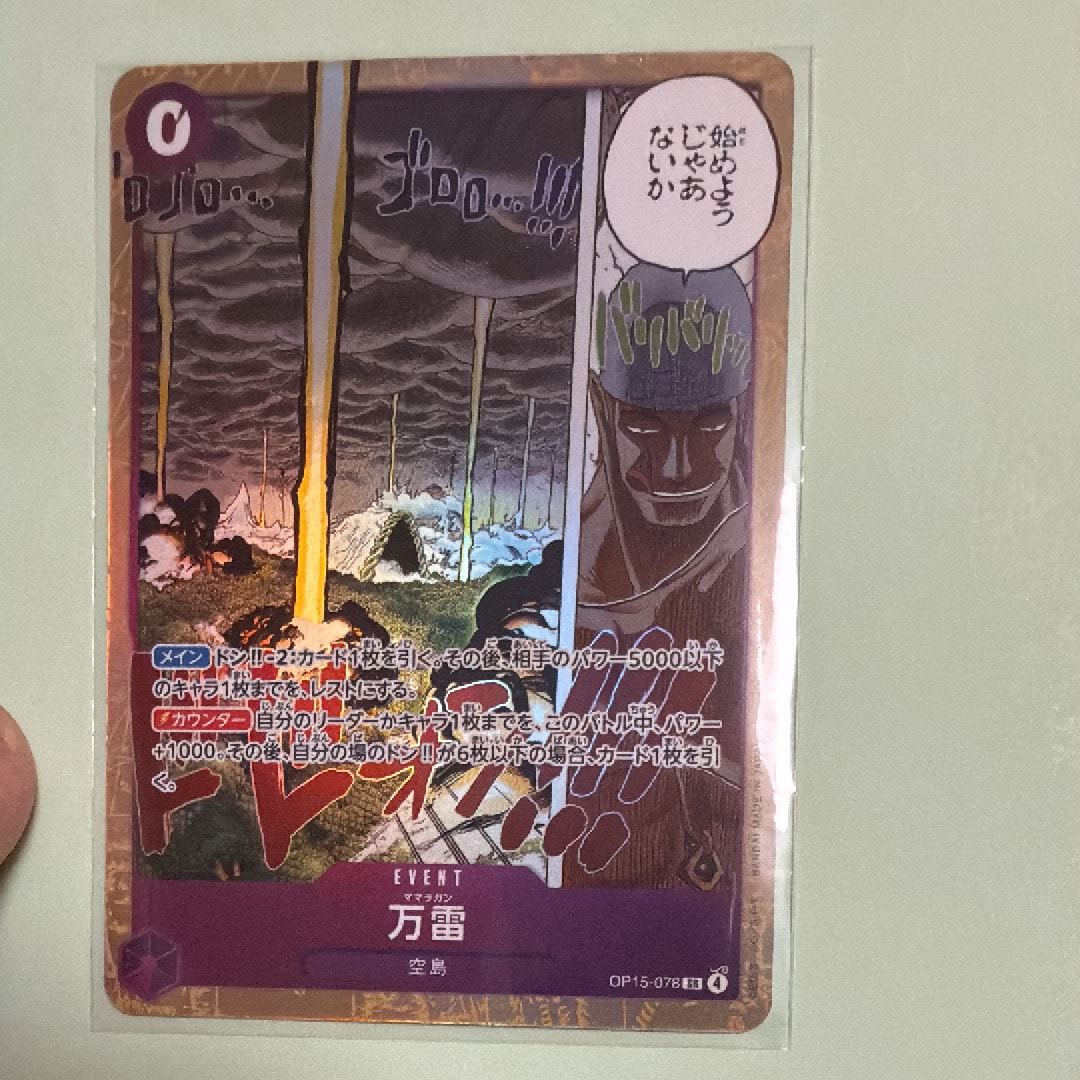 0
ゴロロ…!!!
始めよう
じゃあ
ないか
バリバリッ
メイン ドン!!-2:カード1枚を引く。その後、相手のパワー5000以下
のキャラ1枚までを、レストにする。
カウンター 自分のリーダーかキャラ1枚までを、このバトル中、パワー
+1000。その後、自分の場のドン!!が6枚以下の場合、カード1枚を引
く。
EVENT
ママラガン
万雷
空島
OP15-078 4